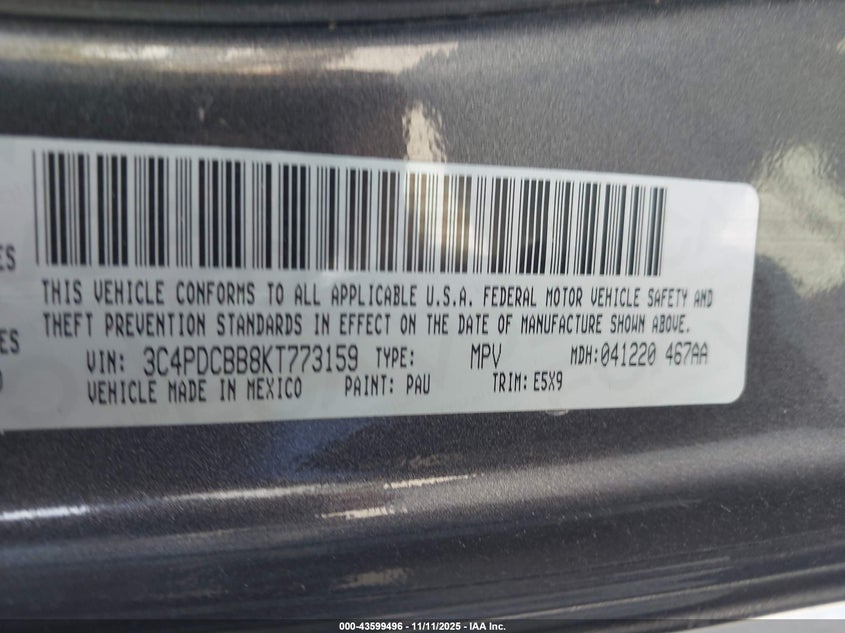 ES
THIS VEHICLE CONFORMS TO ALL APPLICABLE U.S.A. FEDERAL MOTOR VEHICLE SAFETY AND
THEFT PREVENTION STANDARDS IN EFFECT ON THE DATE OF MANUFACTURE SHOWN ABOVE.
ES
VIN: 3C4PDCBB8KT773159 TYPE: MPV MDH: 041220 467AA
VEHICLE MADE IN MEXICO PAINT: PAU TRIM: E5X9
000-43599496 - 11/11/2025 - IAA Inc.